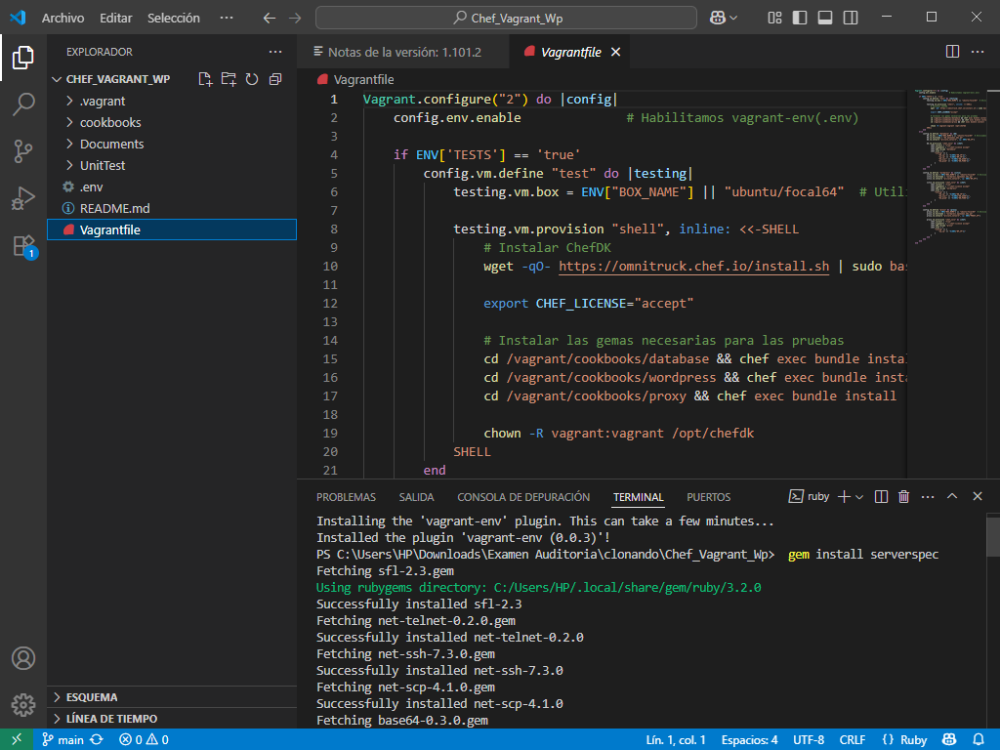 Archivo Editar Selección ··· Chef_Vagrant_Wp
EXPLORADOR ···
CHEF_VAGRANT_WP
.vagrant
cookbooks
Documents
UnitTest
.env
README.md
Vagrantfile
1
ESQUEMA
LÍNEA DE TIEMPO
Notas de la versión: 1.101.2 Vagrantfile
Vagrantfile
1 Vagrant.configure("2") do |config|
2 config.env.enable # Habilitamos vagrant-env(.env)
3
4 if ENV['TESTS'] == 'true'
5 config.vm.define "test" do |testing|
6 testing.vm.box = ENV["BOX_NAME"] || "ubuntu/focal64" # Util
7
8 testing.vm.provision "shell", inline: <<-SHELL
9 # Instalar ChefDK
10 wget -qO- https://omnitruck.chef.io/install.sh | sudo bas
11
12 export CHEF_LICENSE="accept"
13
14 # Instalar las gemas necesarias para las pruebas
15 cd /vagrant/cookbooks/database && chef exec bundle instal
16 cd /vagrant/cookbooks/wordpress && chef exec bundle insta
17 cd /vagrant/cookbooks/proxy && chef exec bundle install
18
19 chown -R vagrant:vagrant /opt/chefdk
20 SHELL
21 end
PROBLEMAS SALIDA CONSOLA DE DEPURACIÓN TERMINAL PUERTOS ruby ···
Installing the 'vagrant-env' plugin. This can take a few minutes...
Installed the plugin 'vagrant-env (0.0.3)'!
PS C:\Users\HP\Downloads\Examen Auditoria\clonando\Chef_Vagrant_Wp> gem install serverspec
Fetching sfl-2.3.gem
Using rubygems directory: C:/Users/HP/.local/share/gem/ruby/3.2.0
Successfully installed sfl-2.3
Fetching net-telnet-0.2.0.gem
Successfully installed net-telnet-0.2.0
Fetching net-ssh-7.3.0.gem
Successfully installed net-ssh-7.3.0
Fetching net-scp-4.1.0.gem
Successfully installed net-scp-4.1.0
Fetching base64-0.3.0.gem
main 0 0 Lín. 1, col. 1 Espacios: 4 UTF-8 CRLF {} Ruby